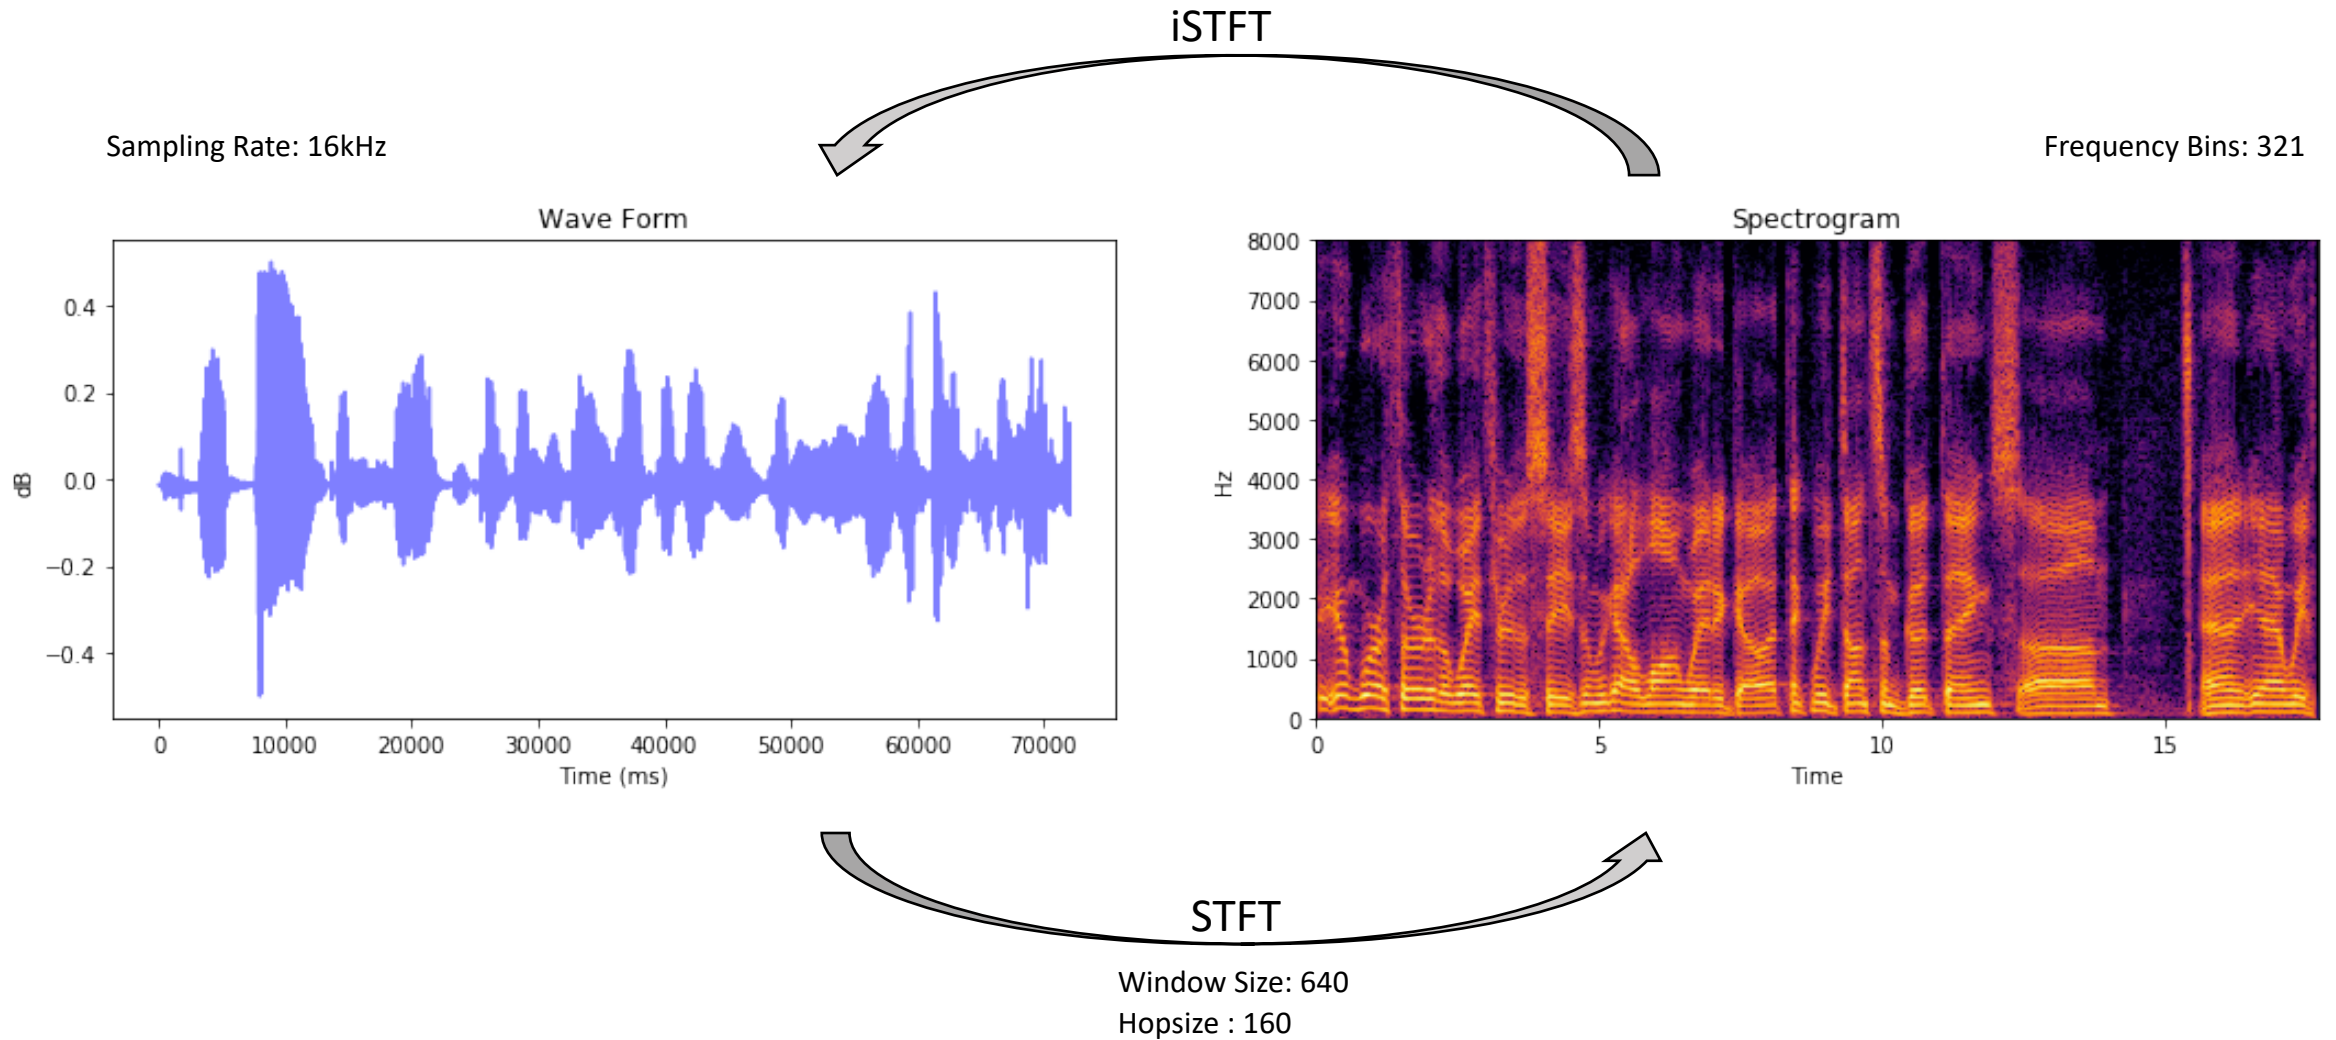 iSTFT
Sampling Rate: 16kHz
Frequency Bins: 321
Wave Form
0.4
0.2
0.0
−0.2
−0.4
dB
0 10000 20000 30000 40000 50000 60000 70000
Time (ms)
Spectrogram
8000
7000
6000
5000
4000
3000
2000
1000
0
Hz
0 5 10 15
Time
STFT
Window Size: 640
Hopsize : 160